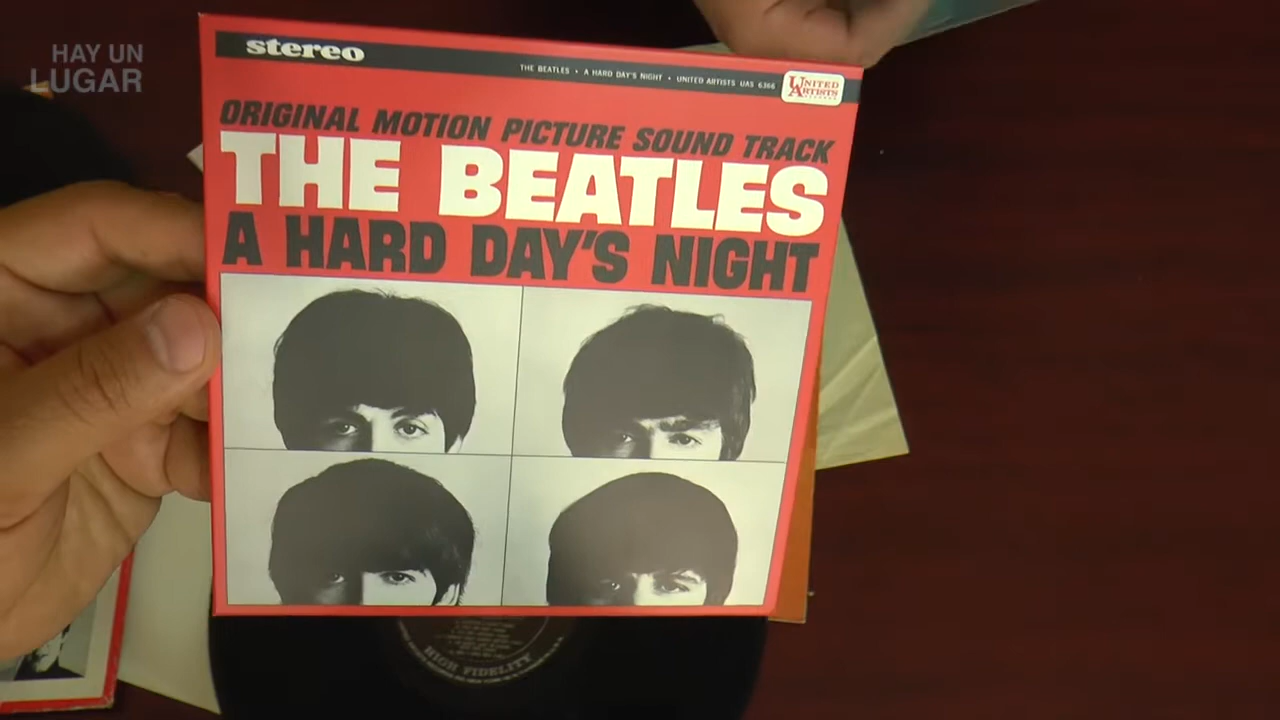 HAY UN
LUGAR
stereo
THE BEATLES • A HARD DAY'S NIGHT • UNITED ARTISTS UAS 6366
UNITED
ARTISTS
ORIGINAL MOTION PICTURE SOUND TRACK
THE BEATLES
A HARD DAY'S NIGHT
HIGH FIDELITY